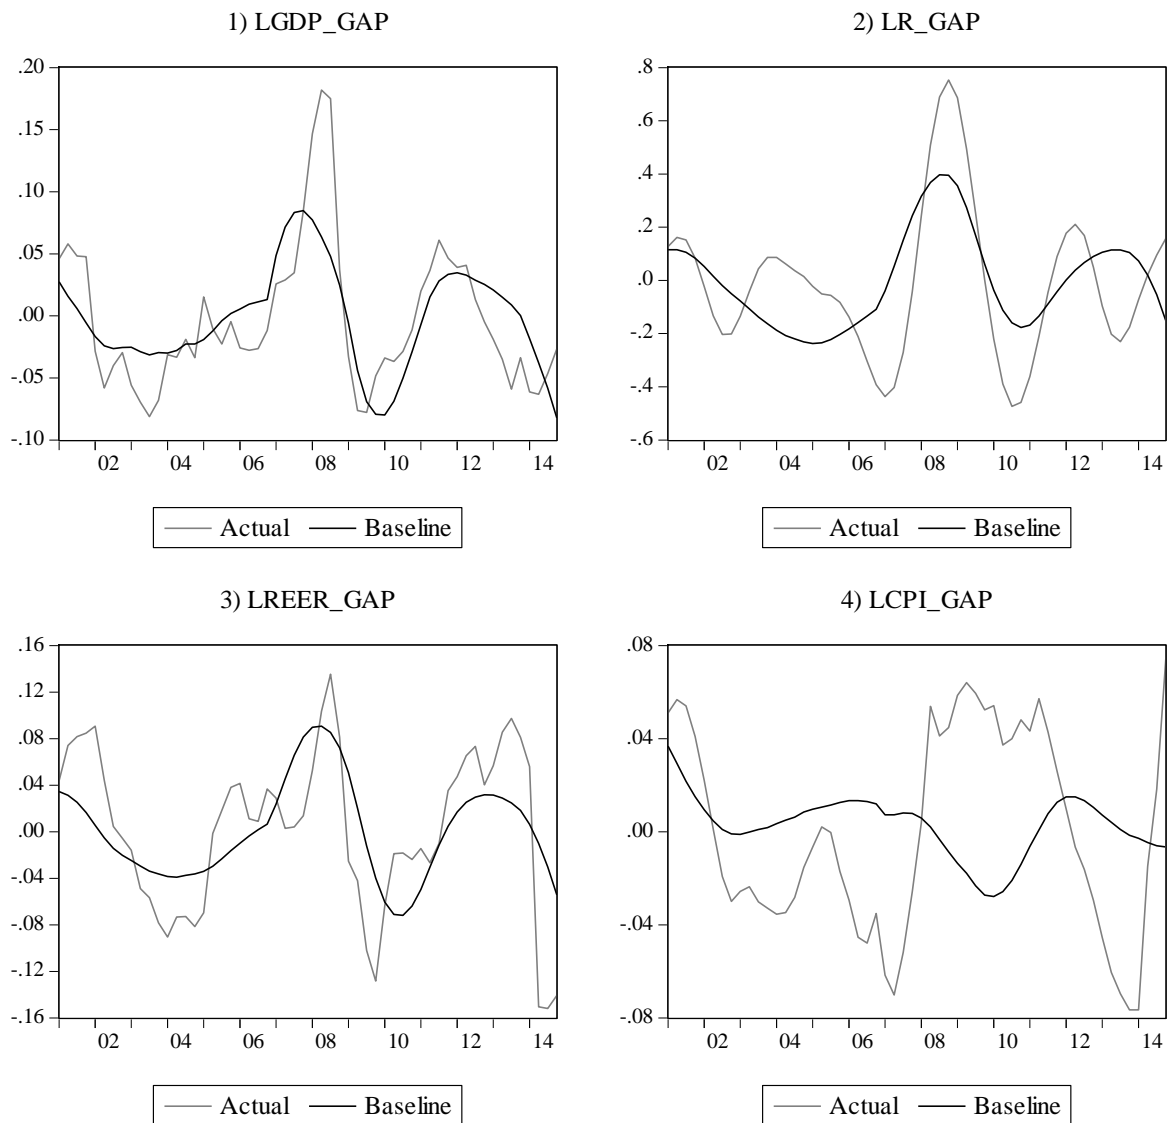 1) LGDP_GAP
.20
.15
.10
.05
.00
-.05
-.10
02 04 06 08 10 12 14
Actual Baseline
2) LR_GAP
.8
.6
.4
.2
.0
-.2
-.4
-.6
02 04 06 08 10 12 14
Actual Baseline
3) LREER_GAP
.16
.12
.08
.04
.00
-.04
-.08
-.12
-.16
02 04 06 08 10 12 14
Actual Baseline
4) LCPI_GAP
.08
.04
.00
-.04
-.08
02 04 06 08 10 12 14
Actual Baseline